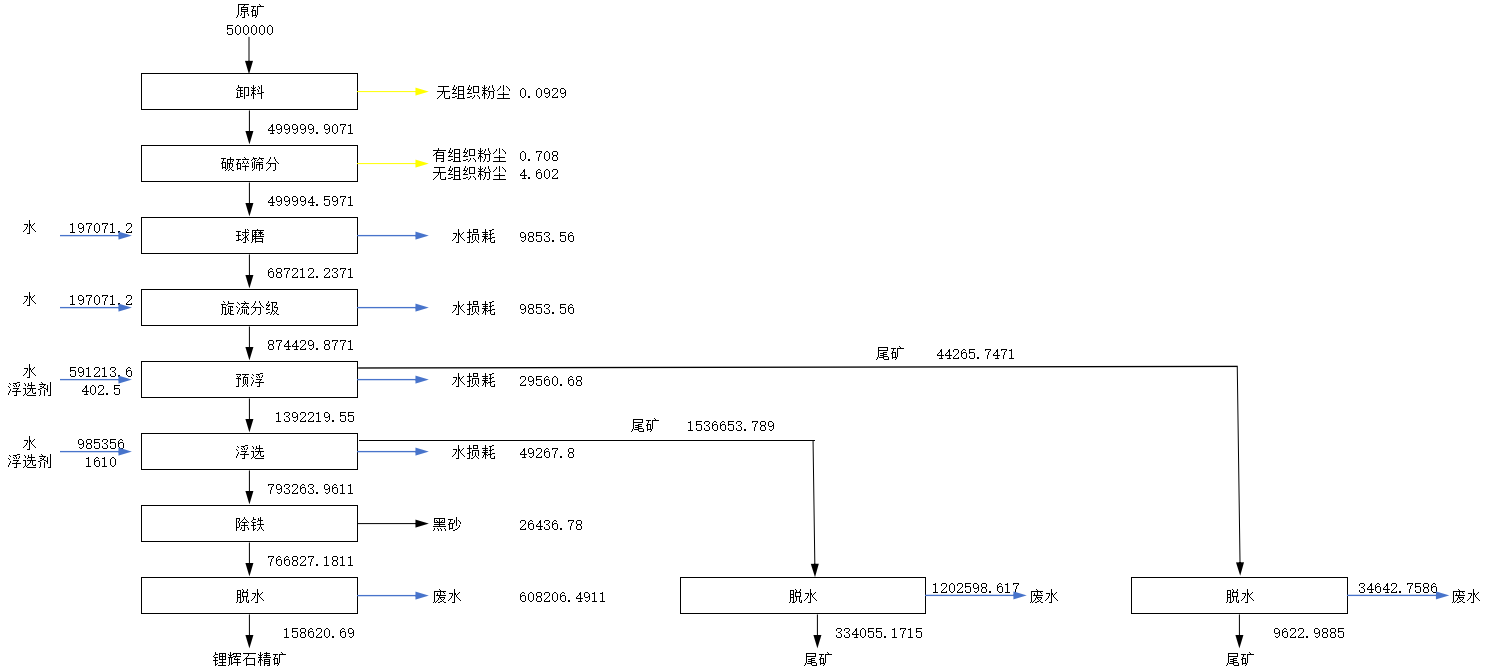 原矿
500000
卸料
无组织粉尘 0.0929
499999.9071
破碎筛分
有组织粉尘 0.708
无组织粉尘 4.602
499994.5971
水 197071.2
球磨
水损耗 9853.56
687212.2371
水 197071.2
旋流分级
水损耗 9853.56
874429.8771
尾矿 44265.7471
水 591213.6
浮选剂 402.5
预浮
水损耗 29560.68
1392219.55
尾矿 1536653.789
水 985356
浮选剂 1610
浮选
水损耗 49267.8
793263.9611
除铁
黑砂 26436.78
766827.1811
脱水
废水 608206.4911
脱水
1202598.617 废水
脱水
34642.7586 废水
158620.69
334055.1715
9622.9885
锂辉石精矿
尾矿
尾矿